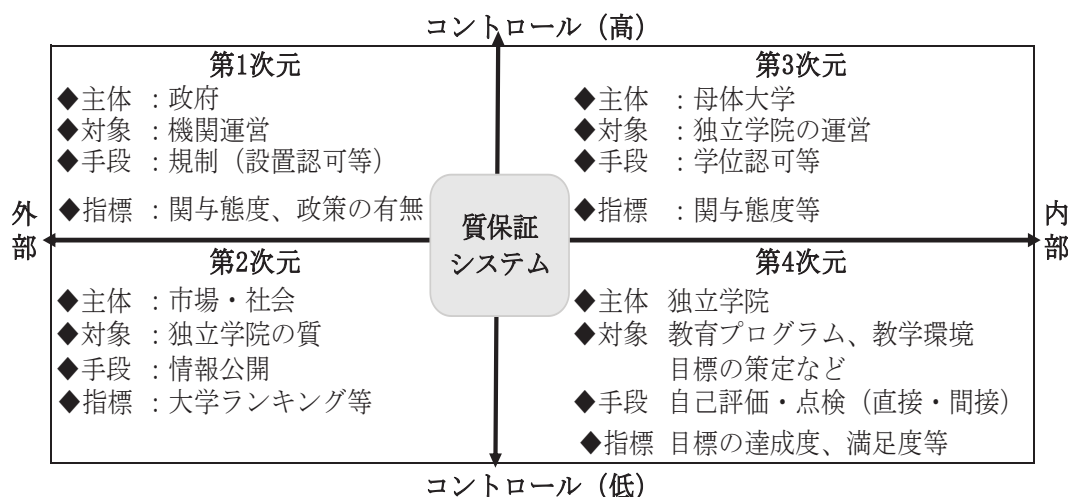 コントロール（高）
第1次元
◆主体 ：政府
◆対象 ：機関運営
◆手段 ：規制（設置認可等）
◆指標 ：関与態度、政策の有無
第3次元
◆主体 ：母体大学
◆対象 ：独立学院の運営
◆手段 ：学位認可等
◆指標 ：関与態度等
外部
質保証
システム
内部
第2次元
◆主体 ：市場・社会
◆対象 ：独立学院の質
◆手段 ：情報公開
◆指標 ：大学ランキング等
第4次元
◆主体 独立学院
◆対象 教育プログラム、教学環境
目標の策定など
◆手段 自己評価・点検（直接・間接）
◆指標 目標の達成度、満足度等
コントロール（低）